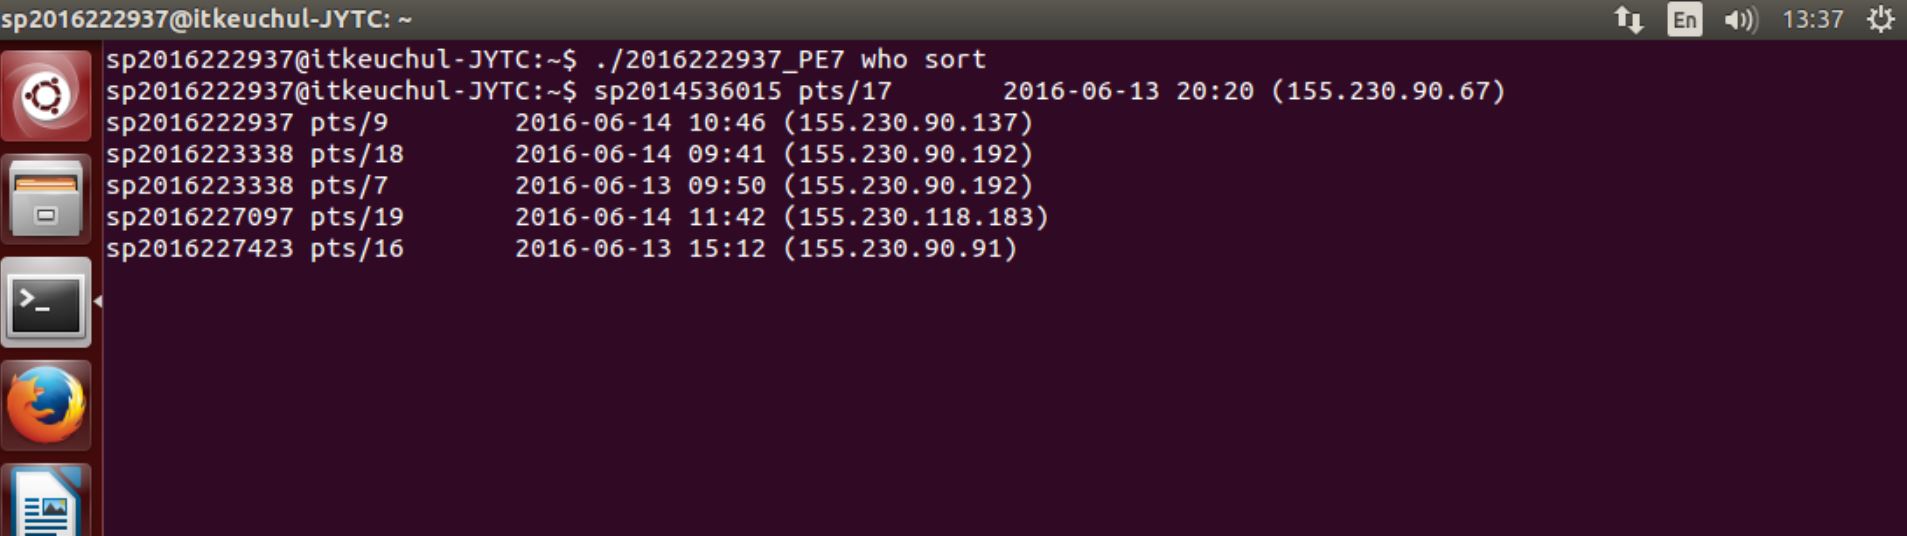 sp2016222937@itkeuchul-JYTC: ~
En
13:37
sp2016222937@itkeuchul-JYTC:~$ ./2016222937_PE7 who sort
sp2016222937@itkeuchul-JYTC:~$ sp2014536015 pts/17       2016-06-13 20:20 (155.230.90.67)
sp2016222937 pts/9        2016-06-14 10:46 (155.230.90.137)
sp2016223338 pts/18       2016-06-14 09:41 (155.230.90.192)
sp2016223338 pts/7        2016-06-13 09:50 (155.230.90.192)
sp2016227097 pts/19       2016-06-14 11:42 (155.230.118.183)
sp2016227423 pts/16       2016-06-13 15:12 (155.230.90.91)
>_